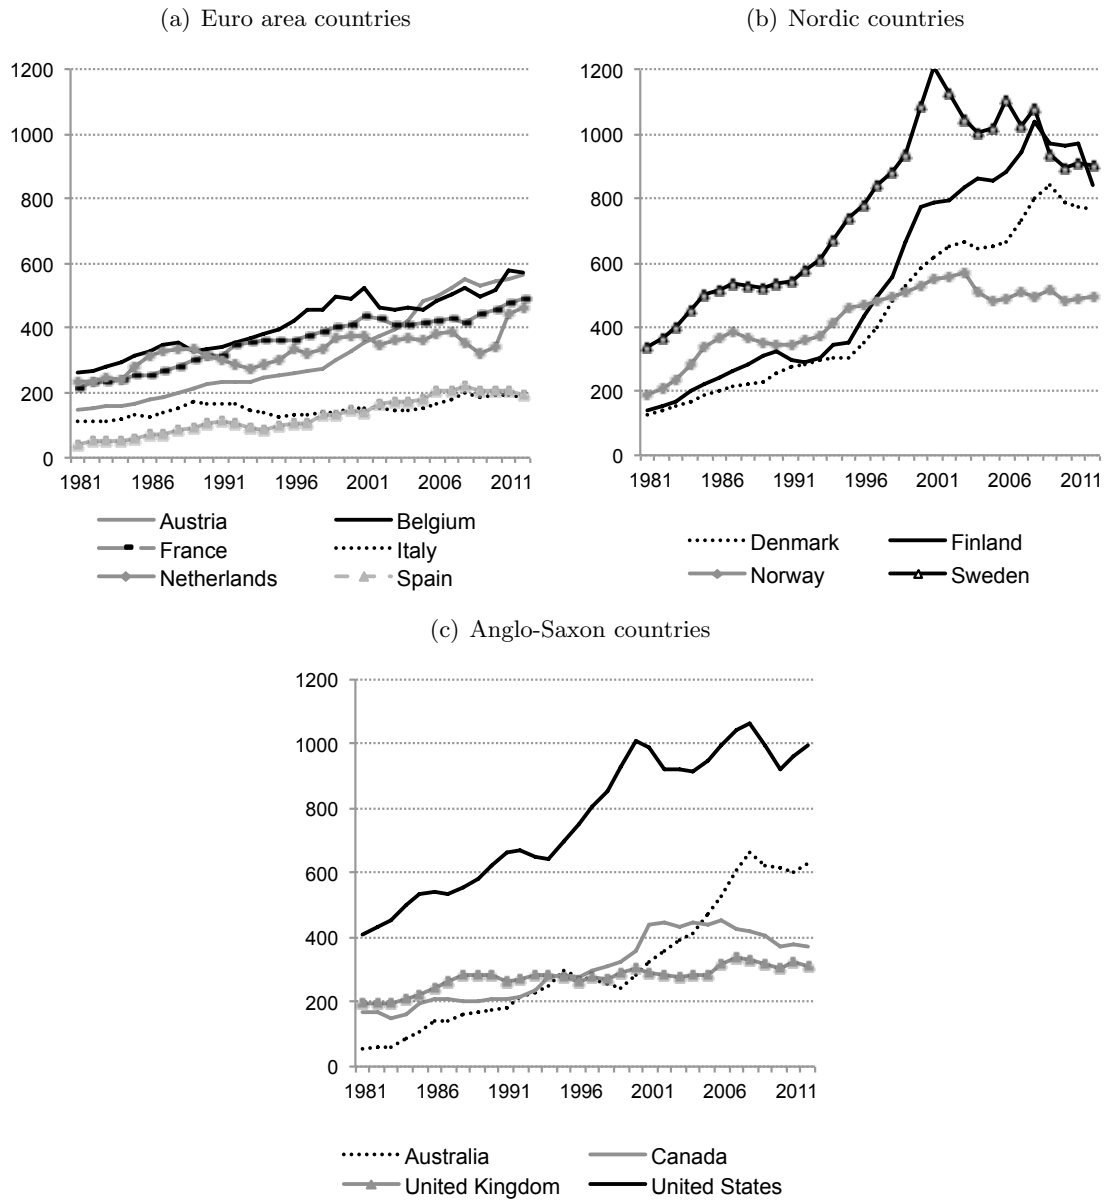 (a) Euro area countries
1200
1000
800
600
400
200
0
1981 1986 1991 1996 2001 2006 2011
Austria Belgium
France Italy
Netherlands Spain
(b) Nordic countries
1200
1000
800
600
400
200
0
1981 1986 1991 1996 2001 2006 2011
Denmark Finland
Norway Sweden
(c) Anglo-Saxon countries
1200
1000
800
600
400
200
0
1981 1986 1991 1996 2001 2006 2011
Australia Canada
United Kingdom United States